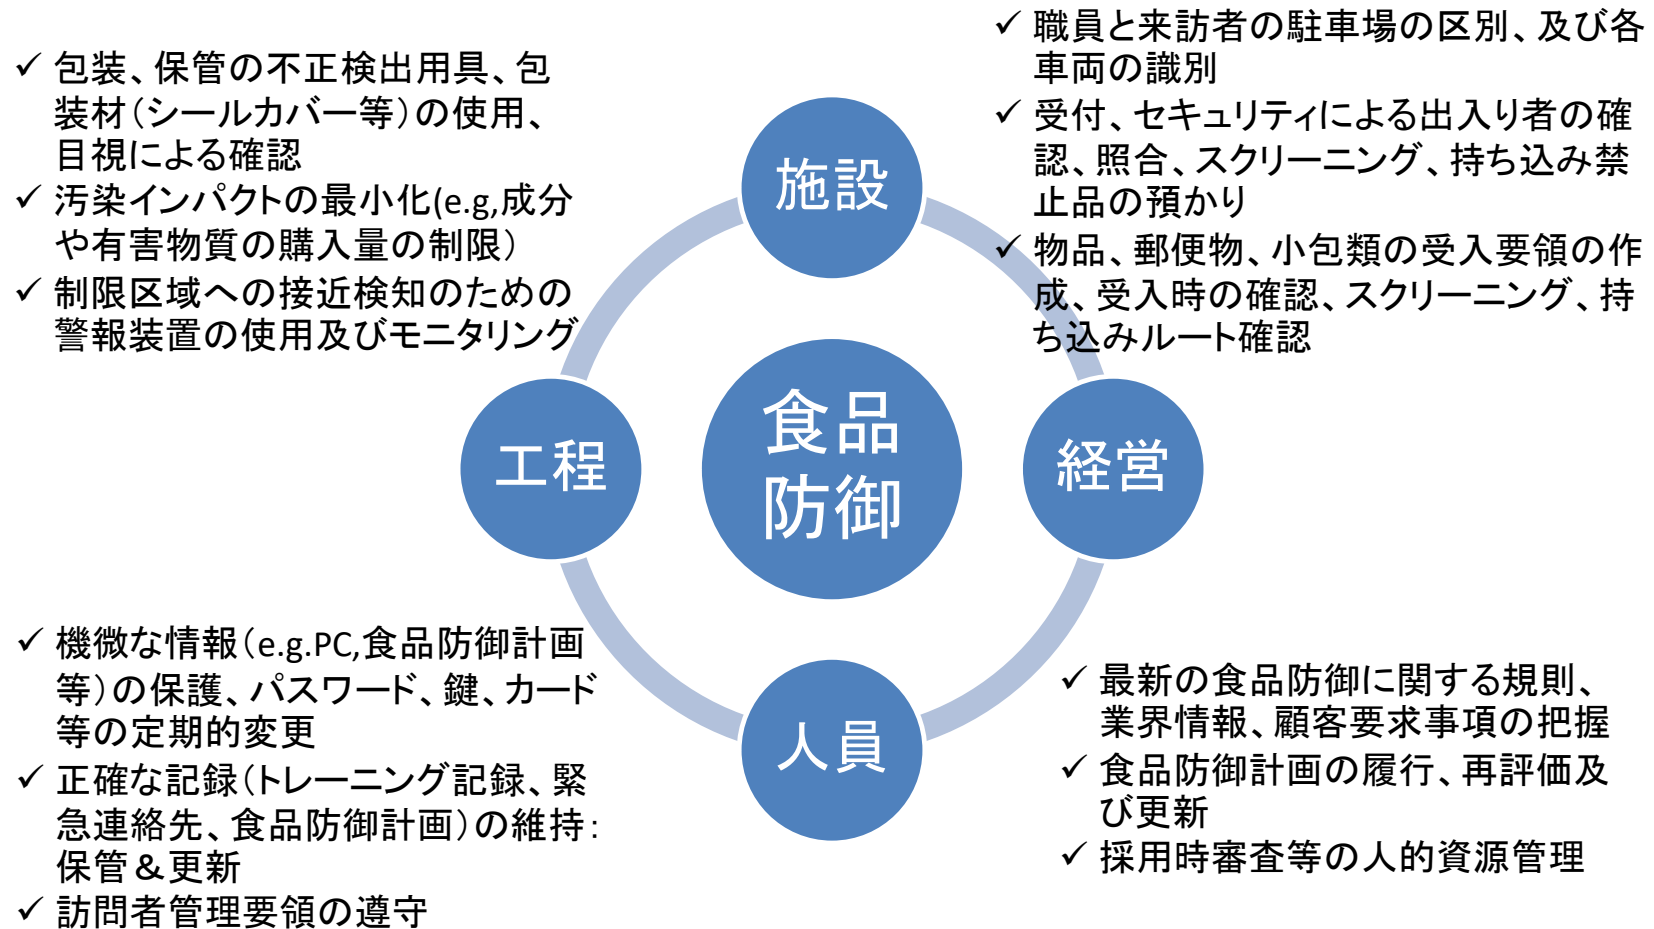 ✓ 包装、保管の不正検出用具、包
装材（シールカバー等）の使用、
目視による確認
✓ 汚染インパクトの最小化(e.g,成分
や有害物質の購入量の制限）
✓ 制限区域への接近検知のための
警報装置の使用及びモニタリング
✓ 職員と来訪者の駐車場の区別、及び各
車両の識別
✓ 受付、セキュリティによる出入り者の確
認、照合、スクリーニング、持ち込み禁
止品の預かり
✓ 物品、郵便物、小包類の受入要領の作
成、受入時の確認、スクリーニング、持
ち込みルート確認
施設
工程
食品
防御
経営
人員
✓ 機微な情報（e.g.PC,食品防御計画
等）の保護、パスワード、鍵、カード
等の定期的変更
✓ 正確な記録（トレーニング記録、緊
急連絡先、食品防御計画）の維持：
保管＆更新
✓ 訪問者管理要領の遵守
✓ 最新の食品防御に関する規則、
業界情報、顧客要求事項の把握
✓ 食品防御計画の履行、再評価及
び更新
✓ 採用時審査等の人的資源管理